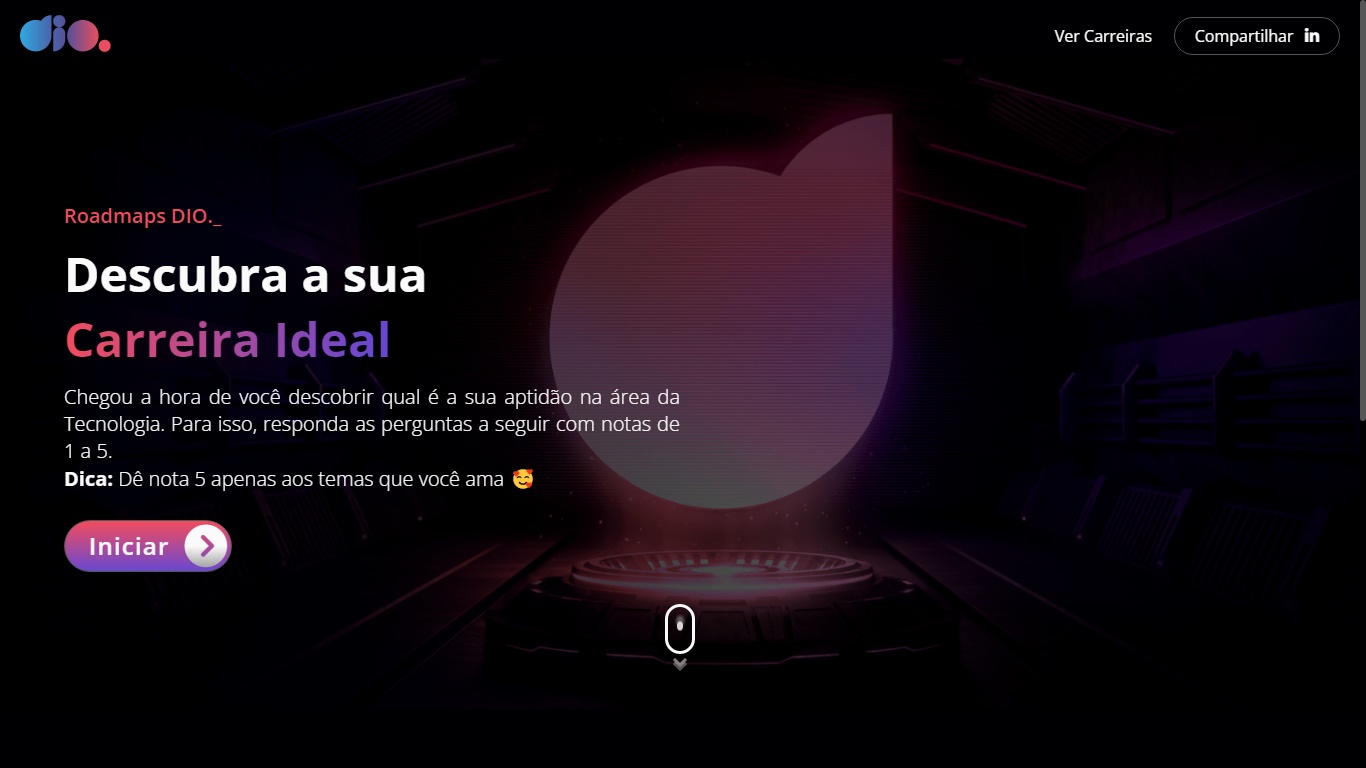 dio.
Ver Carreiras
Compartilhar in
Roadmaps DIO._
Descubra a sua
Carreira Ideal
Chegou a hora de você descobrir qual é a sua aptidão na área da
Tecnologia. Para isso, responda as perguntas a seguir com notas de
1 a 5.
Dica: Dê nota 5 apenas aos temas que você ama 🥰
Iniciar